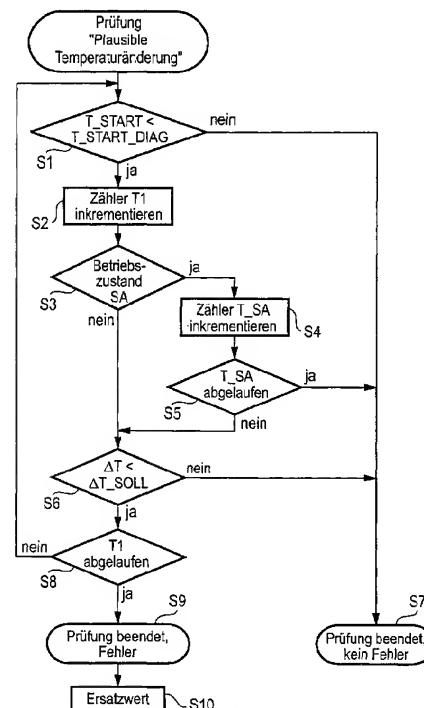 Prüfung
"Plausible
Temperaturänderung"
T_START <
T_START_DIAG
nein
S1
ja
S2
Zähler T1
inkrementieren
Betriebs-
zustand
SA
ja
S3
nein
Zähler T_SA
inkrementieren
S4
T_SA
abgelaufen
ja
S5
nein
ΔT <
ΔT_SOLL
nein
S6
ja
nein
T1
abgelaufen
S8
ja
S9
Prüfung beendet,
Fehler
S7
Prüfung beendet,
kein Fehler
Ersatzwert
S10